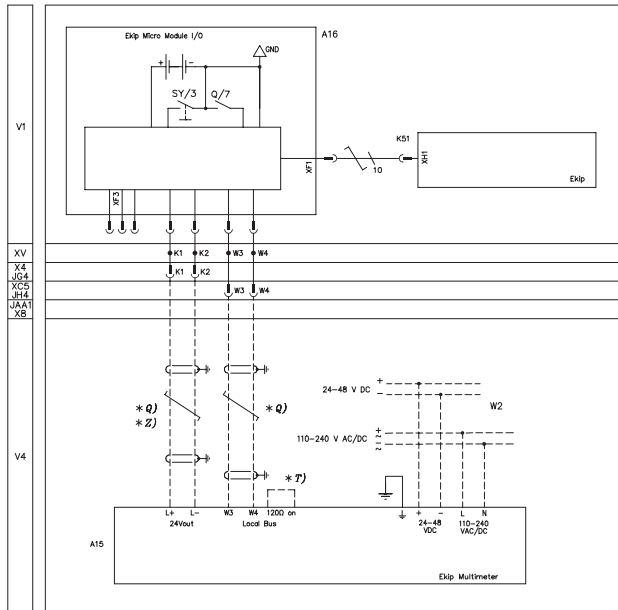 Ekip Micro Module I/O
A16
GND
+ -
SY/3 Q/7
V1
K51
XF1
10
XH1
Ekip
XF3
XV
K1 K2 W3 W4
X4
JG4
K1 K2
XC5
JH4
W3 W4
JAA1
X8
24-48 V DC
+
-
W2
* Q)
* Z)
* Q)
110-240 V AC/DC
+
~
-
~
V4
* T)
L+ L- W3 W4 120Ω on + - L N
24Vout Local Bus 24-48
VDC
110-240
VAC/DC
A15
Ekip Multimeter